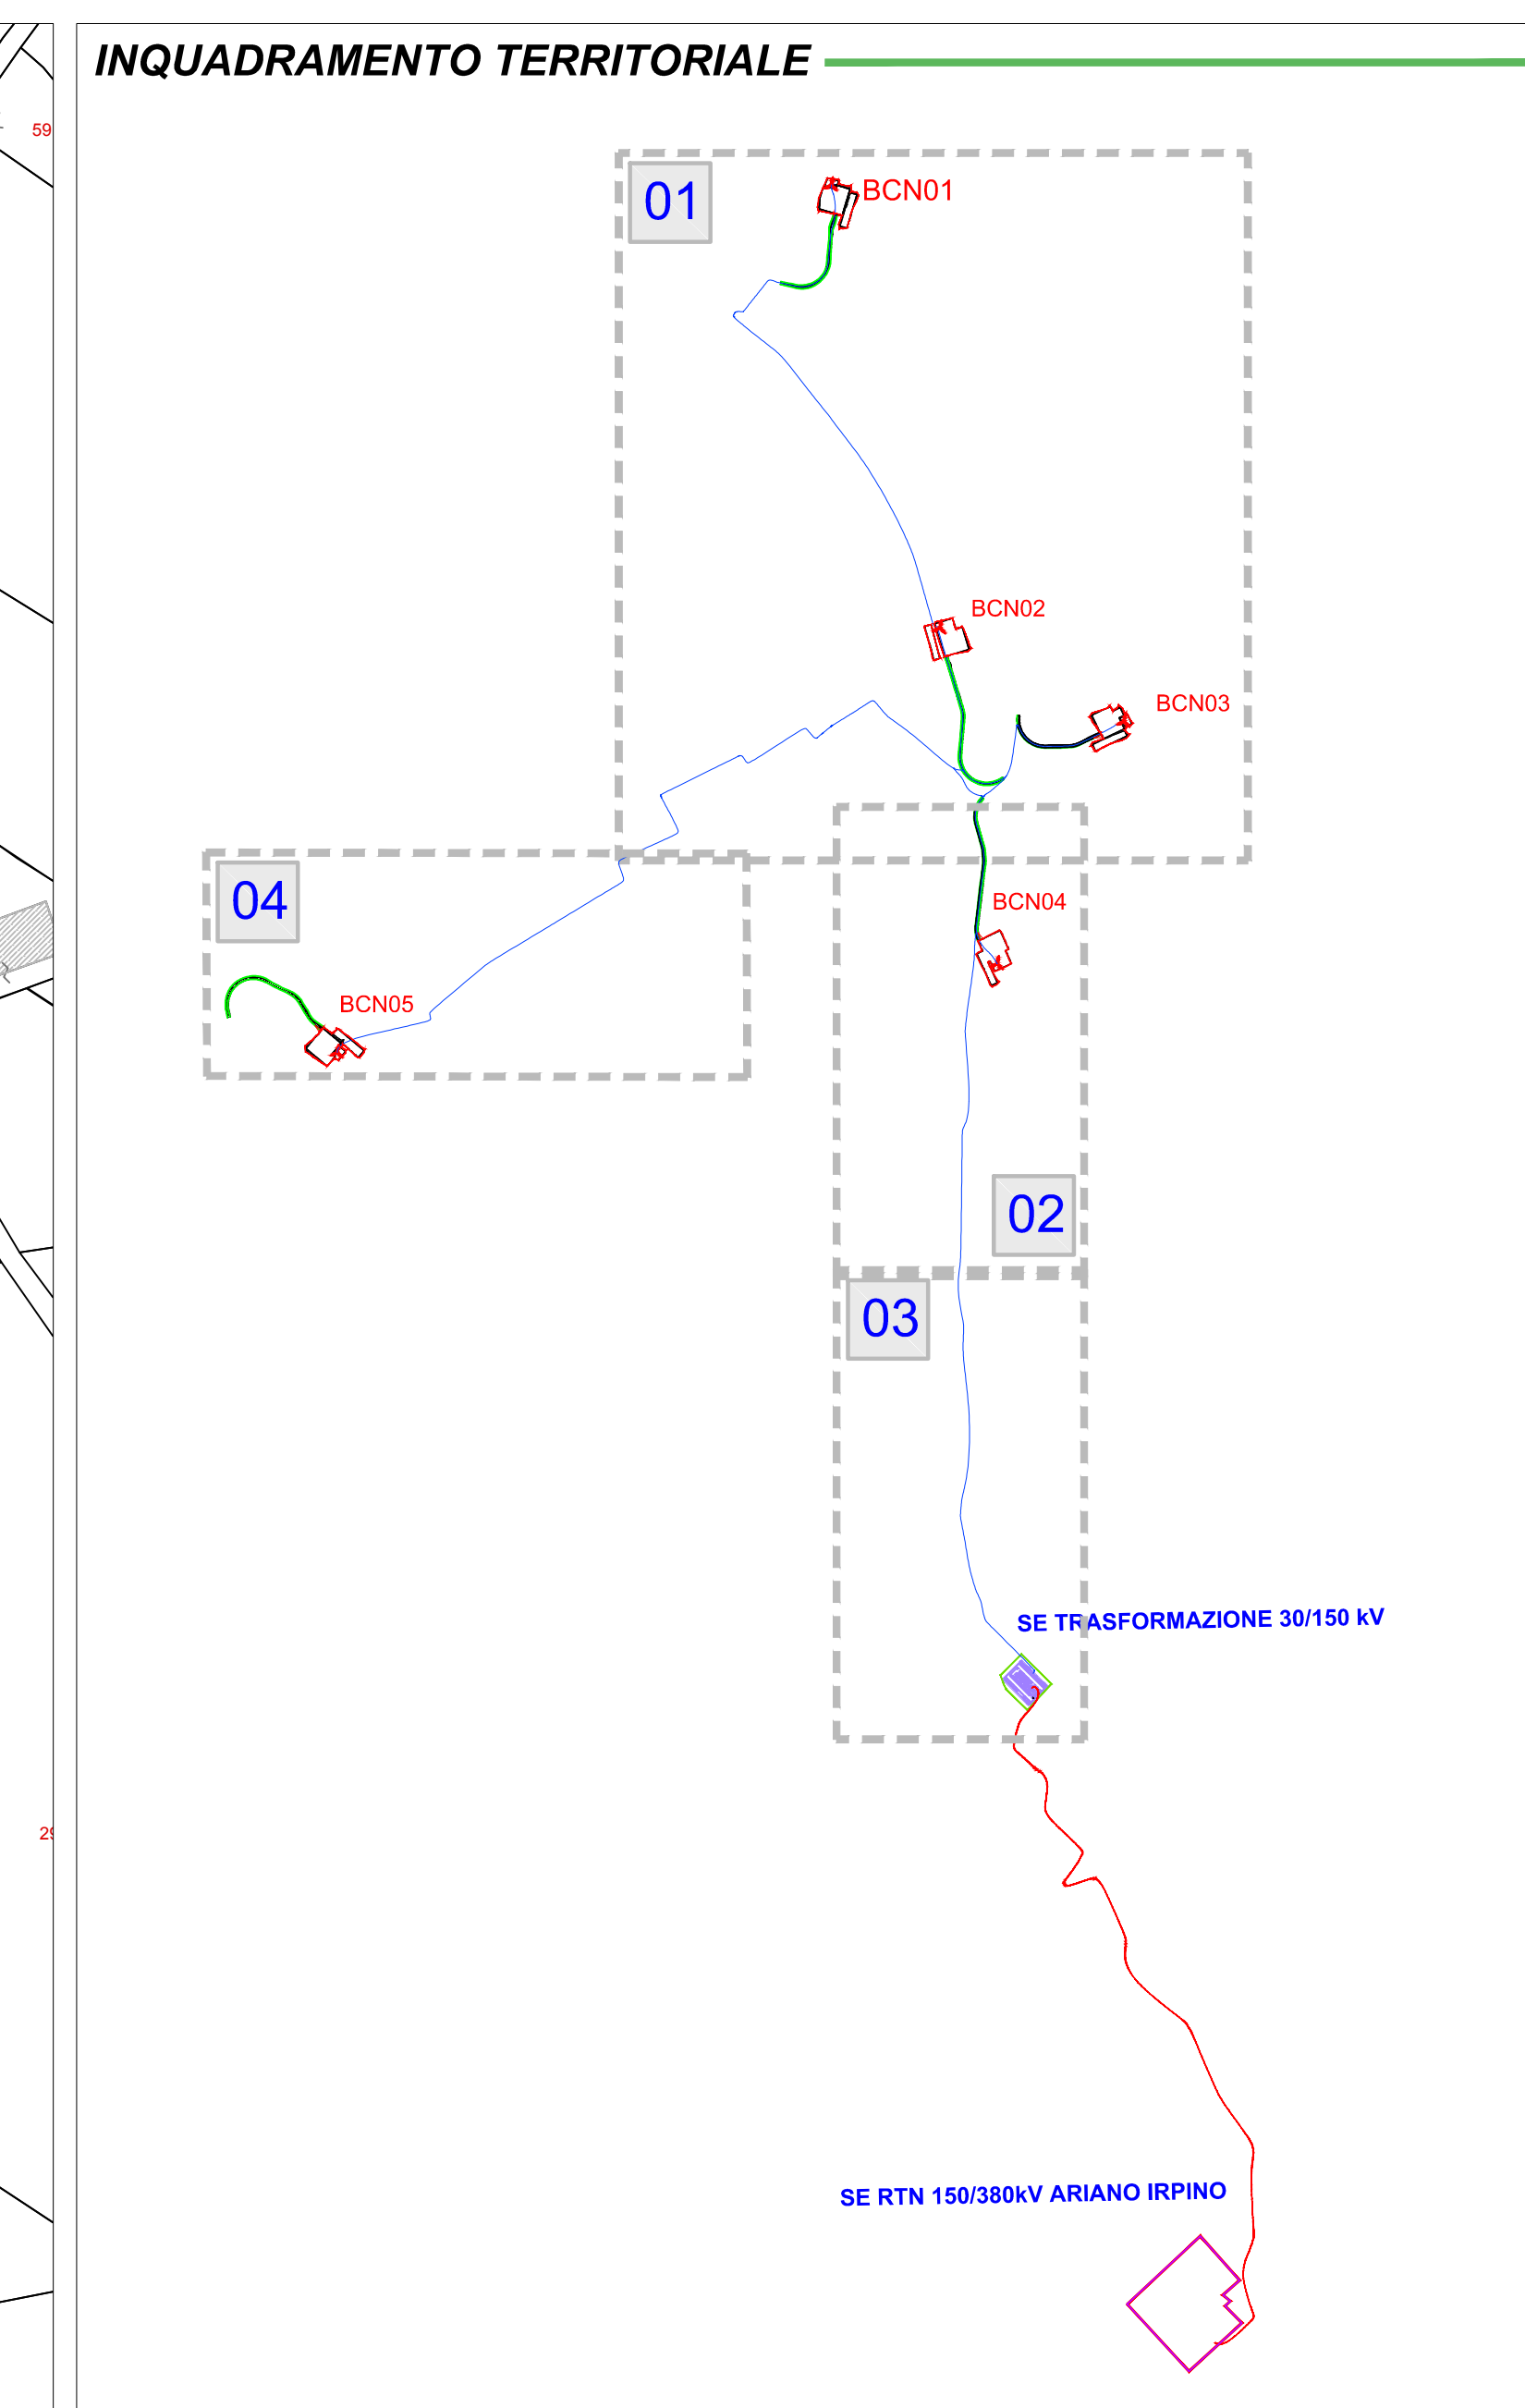 INQUADRAMENTO TERRITORIALE
59
01
BCN01
BCN02
BCN03
04
BCN04
BCN05
02
03
SE TRASFORMAZIONE 30/150 kV
SE RTN 150/380kV ARIANO IRPINO